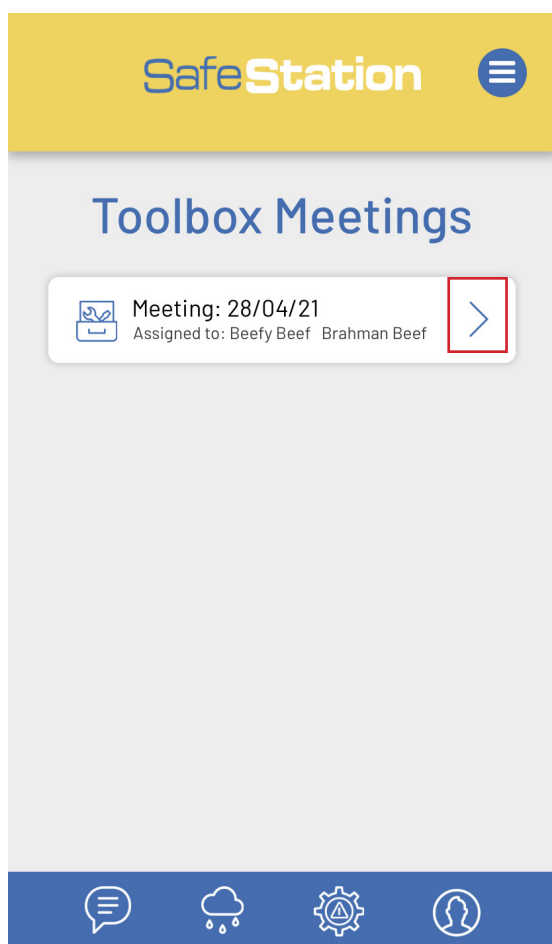 SafeStation
Toolbox Meetings
Meeting: 28/04/21
Assigned to: Beefy Beef Brahman Beef